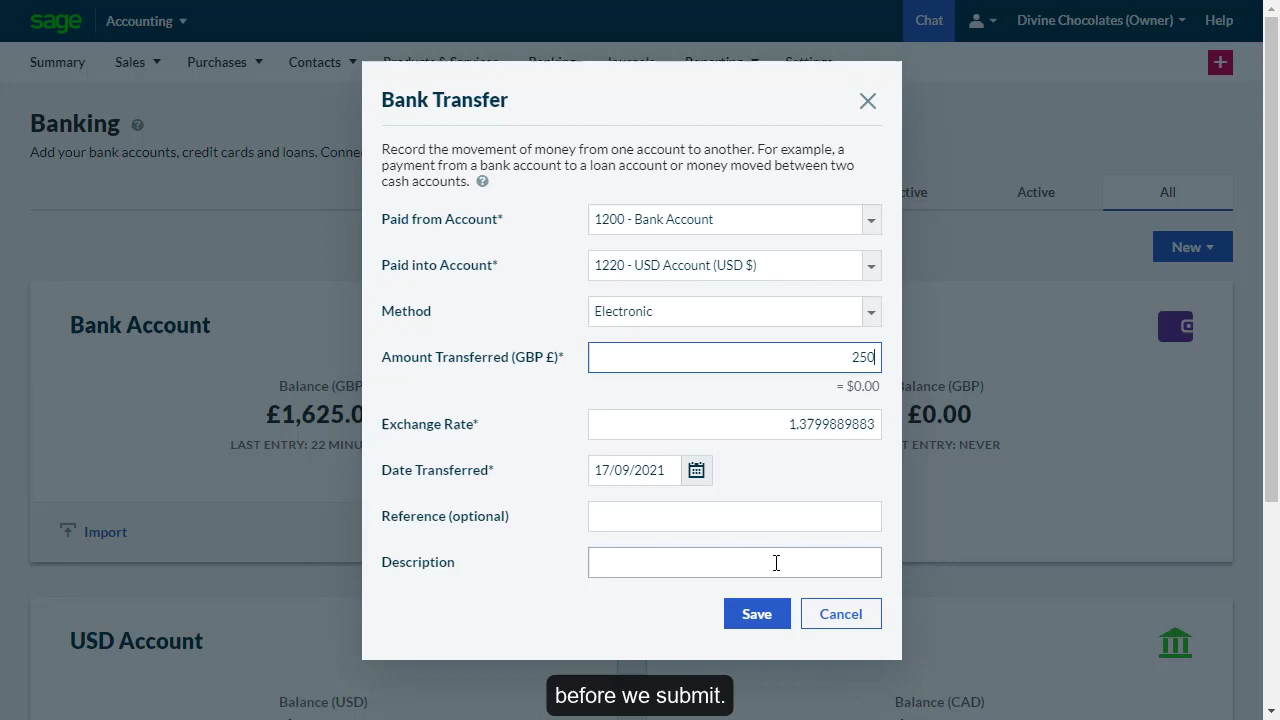 sage Accounting Chat Divine Chocolates (Owner) Help
Summary Sales Purchases Contacts Products & Services Banking Journals Reporting Settings
Banking
Add your bank accounts, credit cards and loans. Conne
ctive Active All
New
Bank Account
Balance (GBP
£1,625.0
LAST ENTRY: 22 MINU
Import
Balance (GBP)
£0.00
T ENTRY: NEVER
USD Account
Balance (USD)
Balance (CAD)
Bank Transfer
Record the movement of money from one account to another. For example, a
payment from a bank account to a loan account or money moved between two
cash accounts.
Paid from Account* 1200 - Bank Account
Paid into Account* 1220 - USD Account (USD $)
Method Electronic
Amount Transferred (GBP £)* 250
= $0.00
Exchange Rate* 1.3799889883
Date Transferred* 17/09/2021
Reference (optional)
Description
Save Cancel
before we submit.